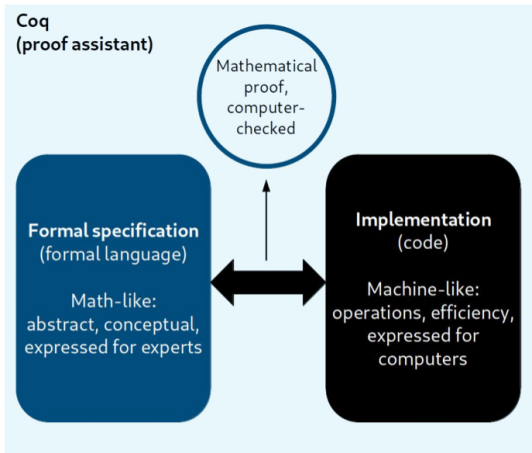 Coq
(proof assistant)
Mathematical
proof,
computer-
checked
Formal specification
(formal language)
Math-like:
abstract, conceptual,
expressed for experts
Implementation
(code)
Machine-like:
operations, efficiency,
expressed for
computers